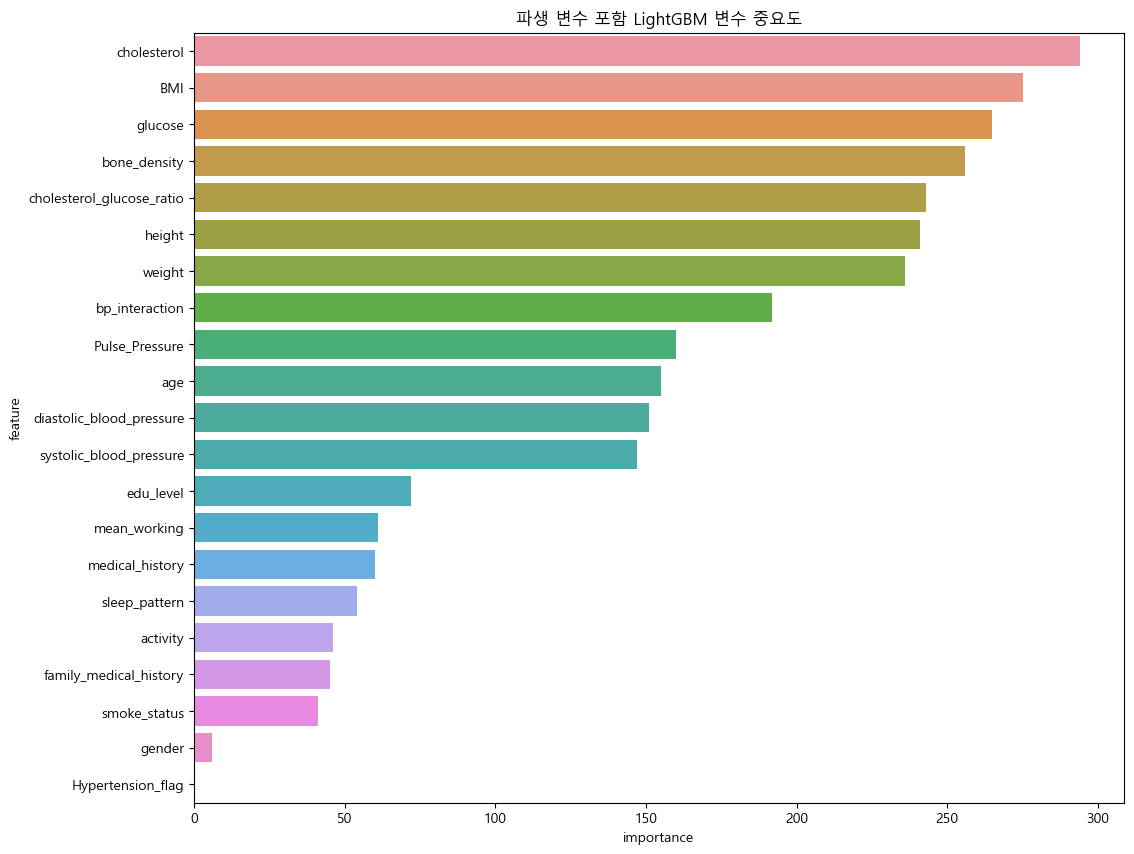 파생 변수 포함 LightGBM 변수 중요도
cholesterol
BMI
glucose
bone_density
cholesterol_glucose_ratio
height
weight
bp_interaction
Pulse_Pressure
age
diastolic_blood_pressure
systolic_blood_pressure
edu_level
mean_working
medical_history
sleep_pattern
activity
family_medical_history
smoke_status
gender
Hypertension_flag
feature
0 50 100 150 200 250 300
importance